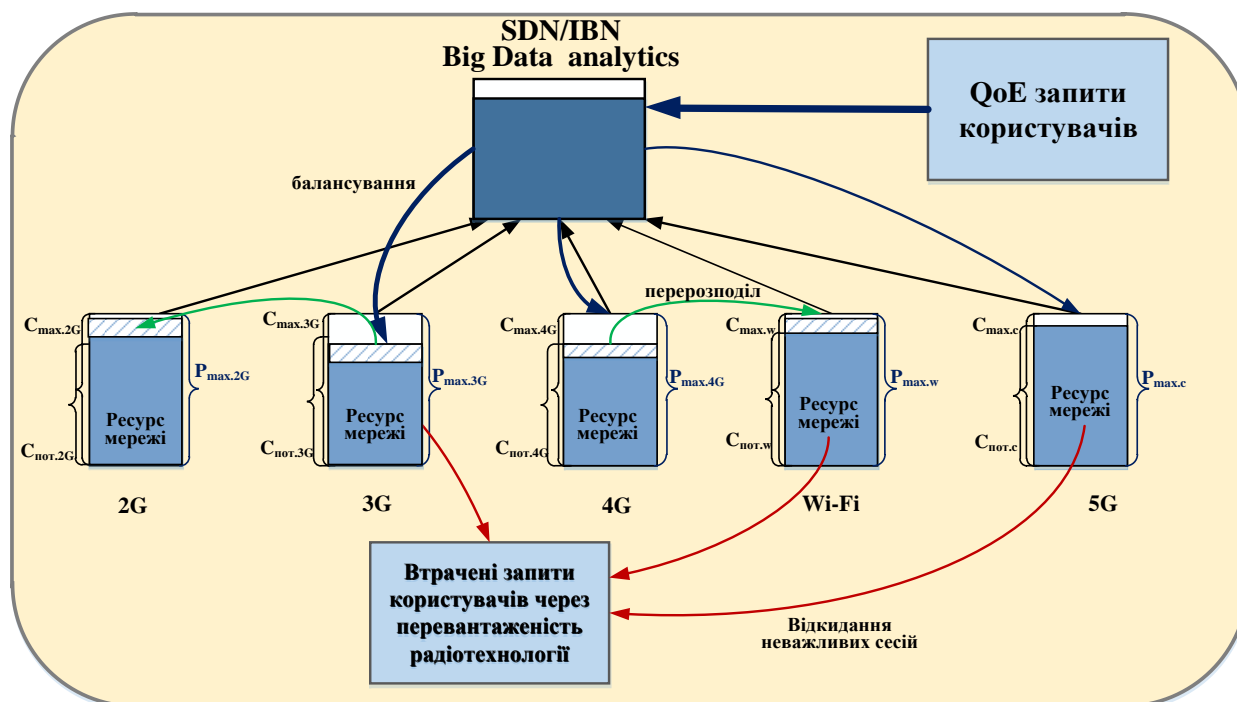 SDN/IBN
Big Data analytics
QoE запити
користувачів
балансування
перерозподіл
Cmax.2G
Pmax.2G
Ресурс
мережі
Cпот.2G
2G
Cmax.3G
Pmax.3G
Ресурс
мережі
Cпот.3G
3G
Cmax.4G
Pmax.4G
Ресурс
мережі
Cпот.4G
4G
Cmax.w
Pmax.w
Ресурс
мережі
Cпот.w
Wi-Fi
Cmax.c
Pmax.c
Ресурс
мережі
Cпот.c
5G
Втрачені запити
користувачів через
перевантаженість
радіотехнології
Відкидання
неважливих сесій